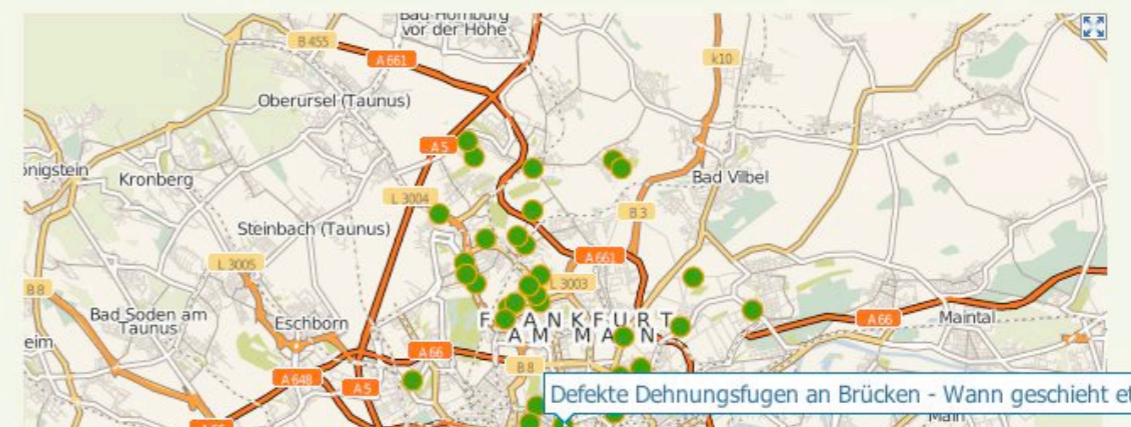 Bad Homburg
vor der Höhe
B 455
A 661
k10
Oberursel (Taunus)
A 5
Kronberg
Bad Vilbel
L 3004
B 3
Steinbach (Taunus)
A 661
L 3005
L 3003
B 8
Bad Soden am
Taunus
Eschborn
FRANKFURT
AM MAIN
A 66
Maintal
A 66
B 8
A 648
A 5
Defekte Dehnungsfugen an Brücken - Wann geschieht
Main